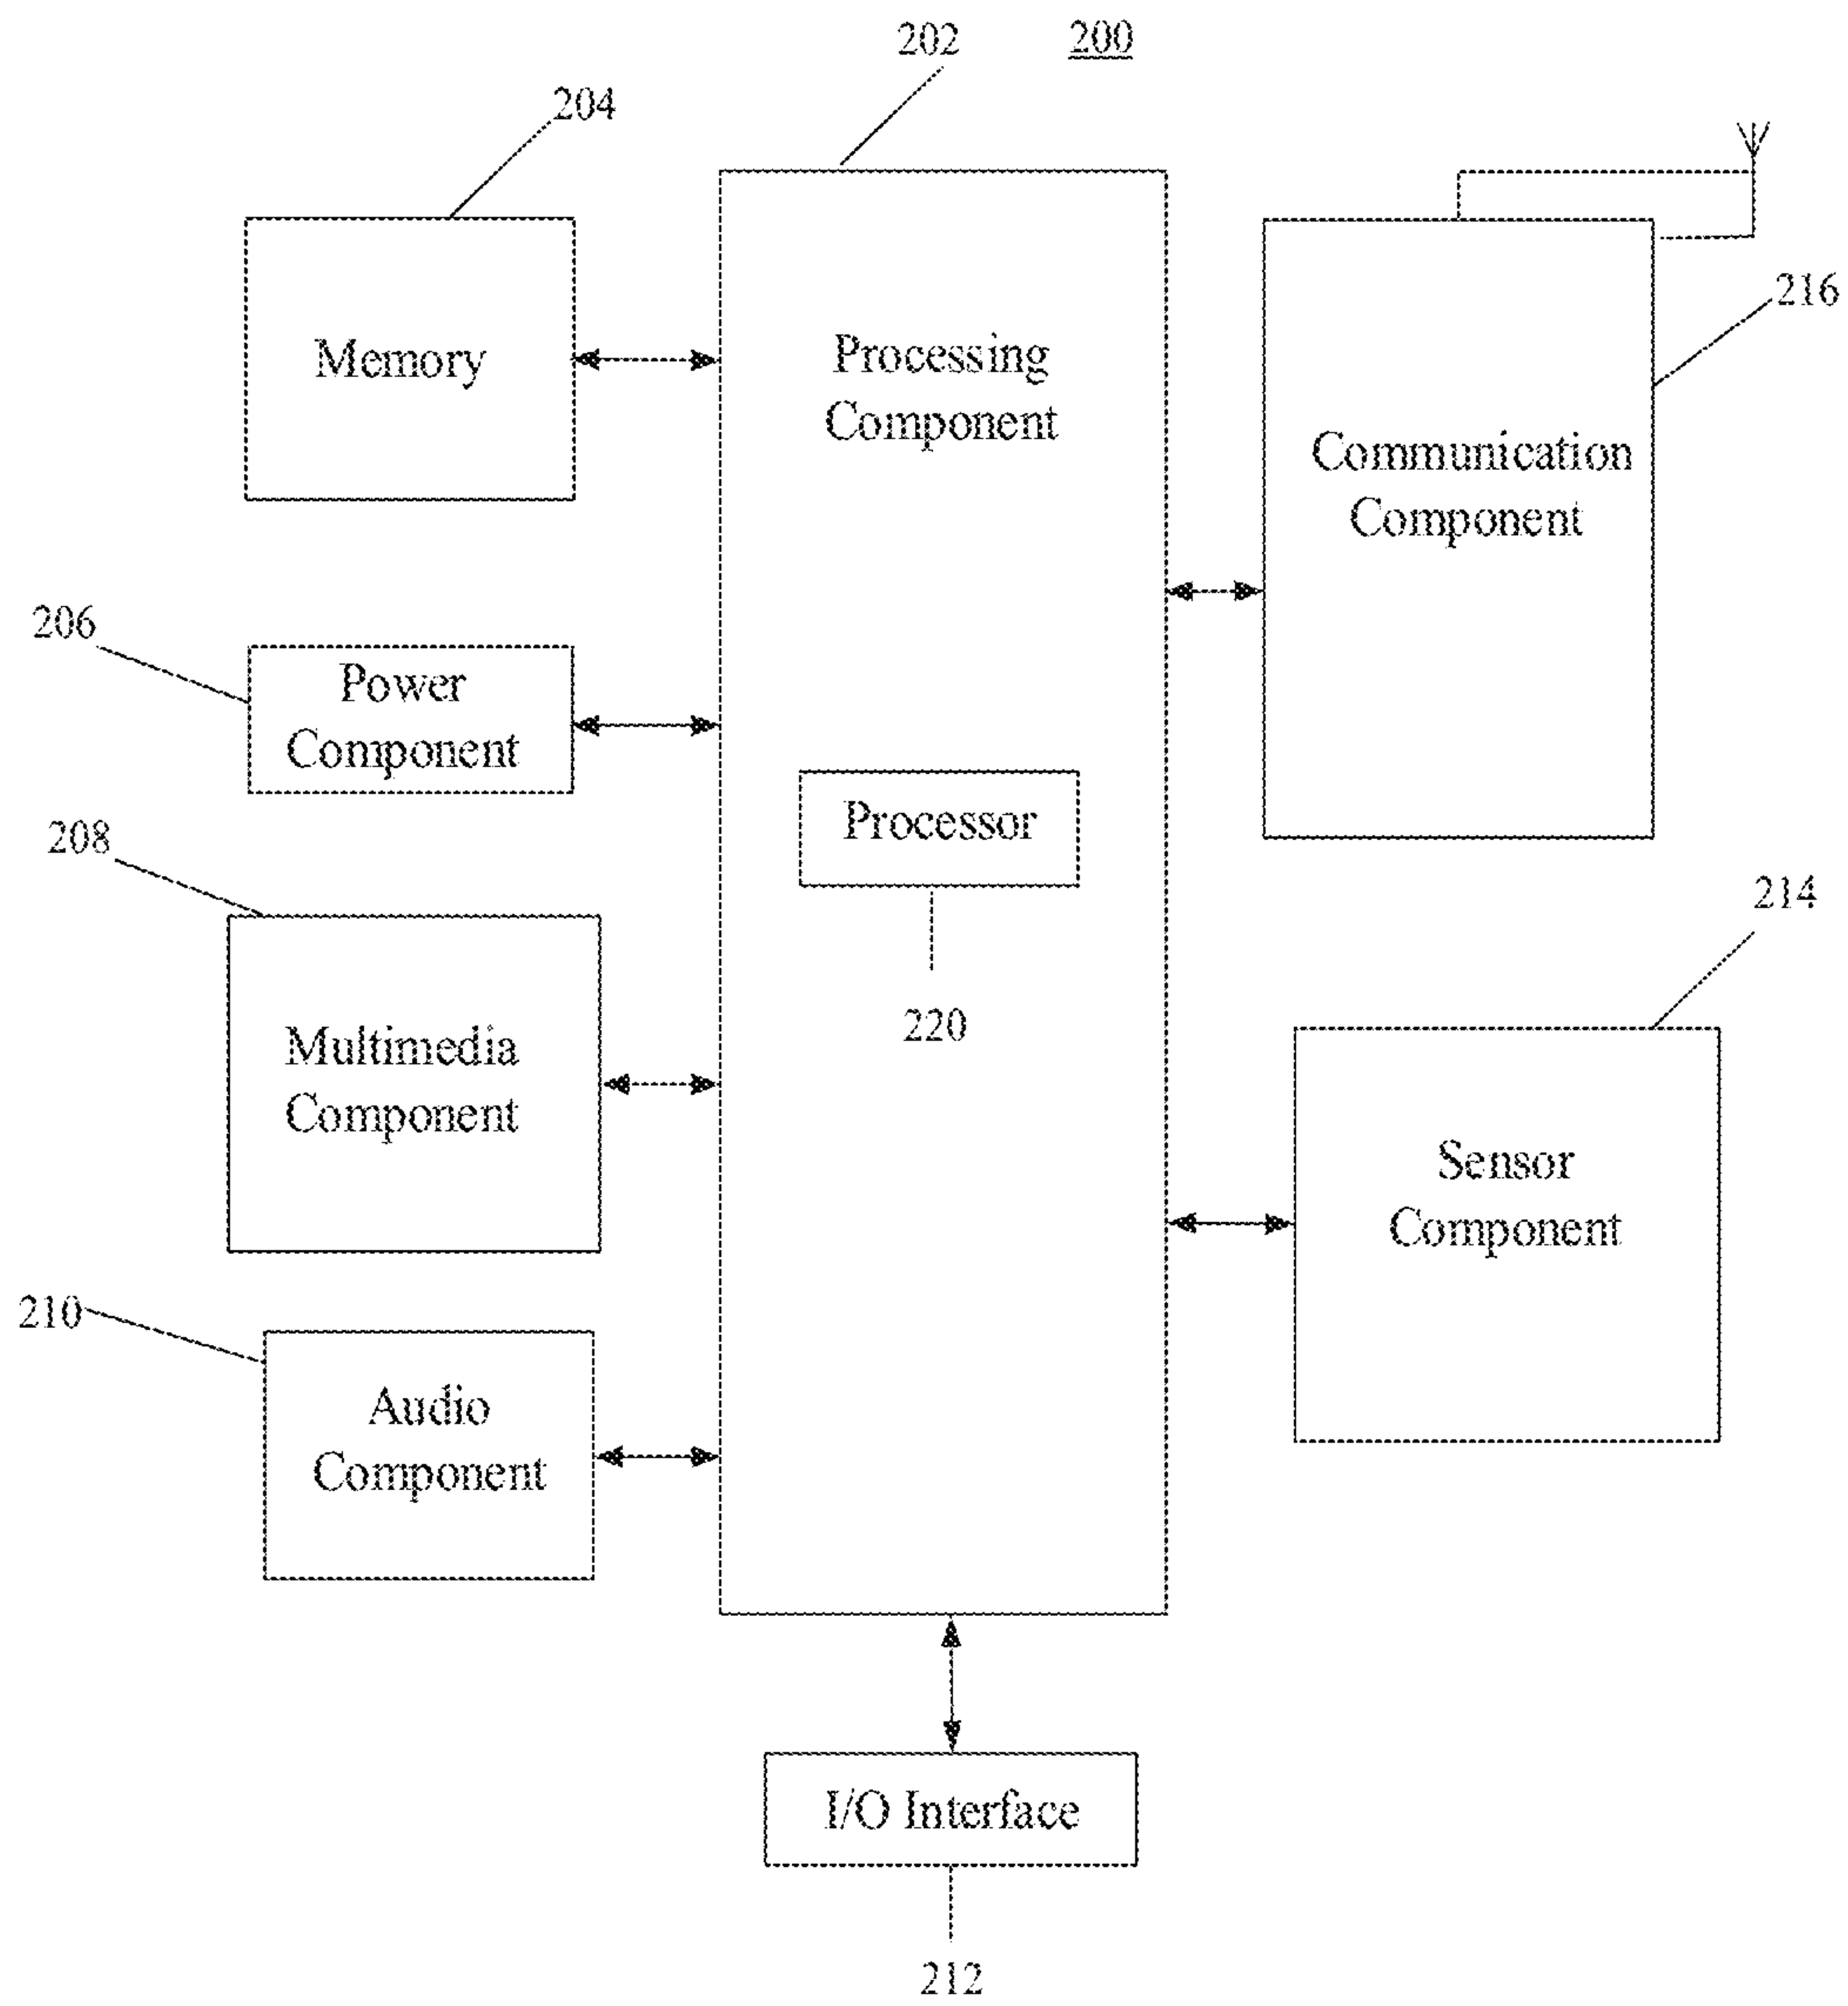 202
200
204
Memory
Processing
Component
216
Communication
Component
206
Power
Component
208
Processor
214
220
Multimedia
Component
Sensor
Component
210
Audio
Component
I/O Interface
212